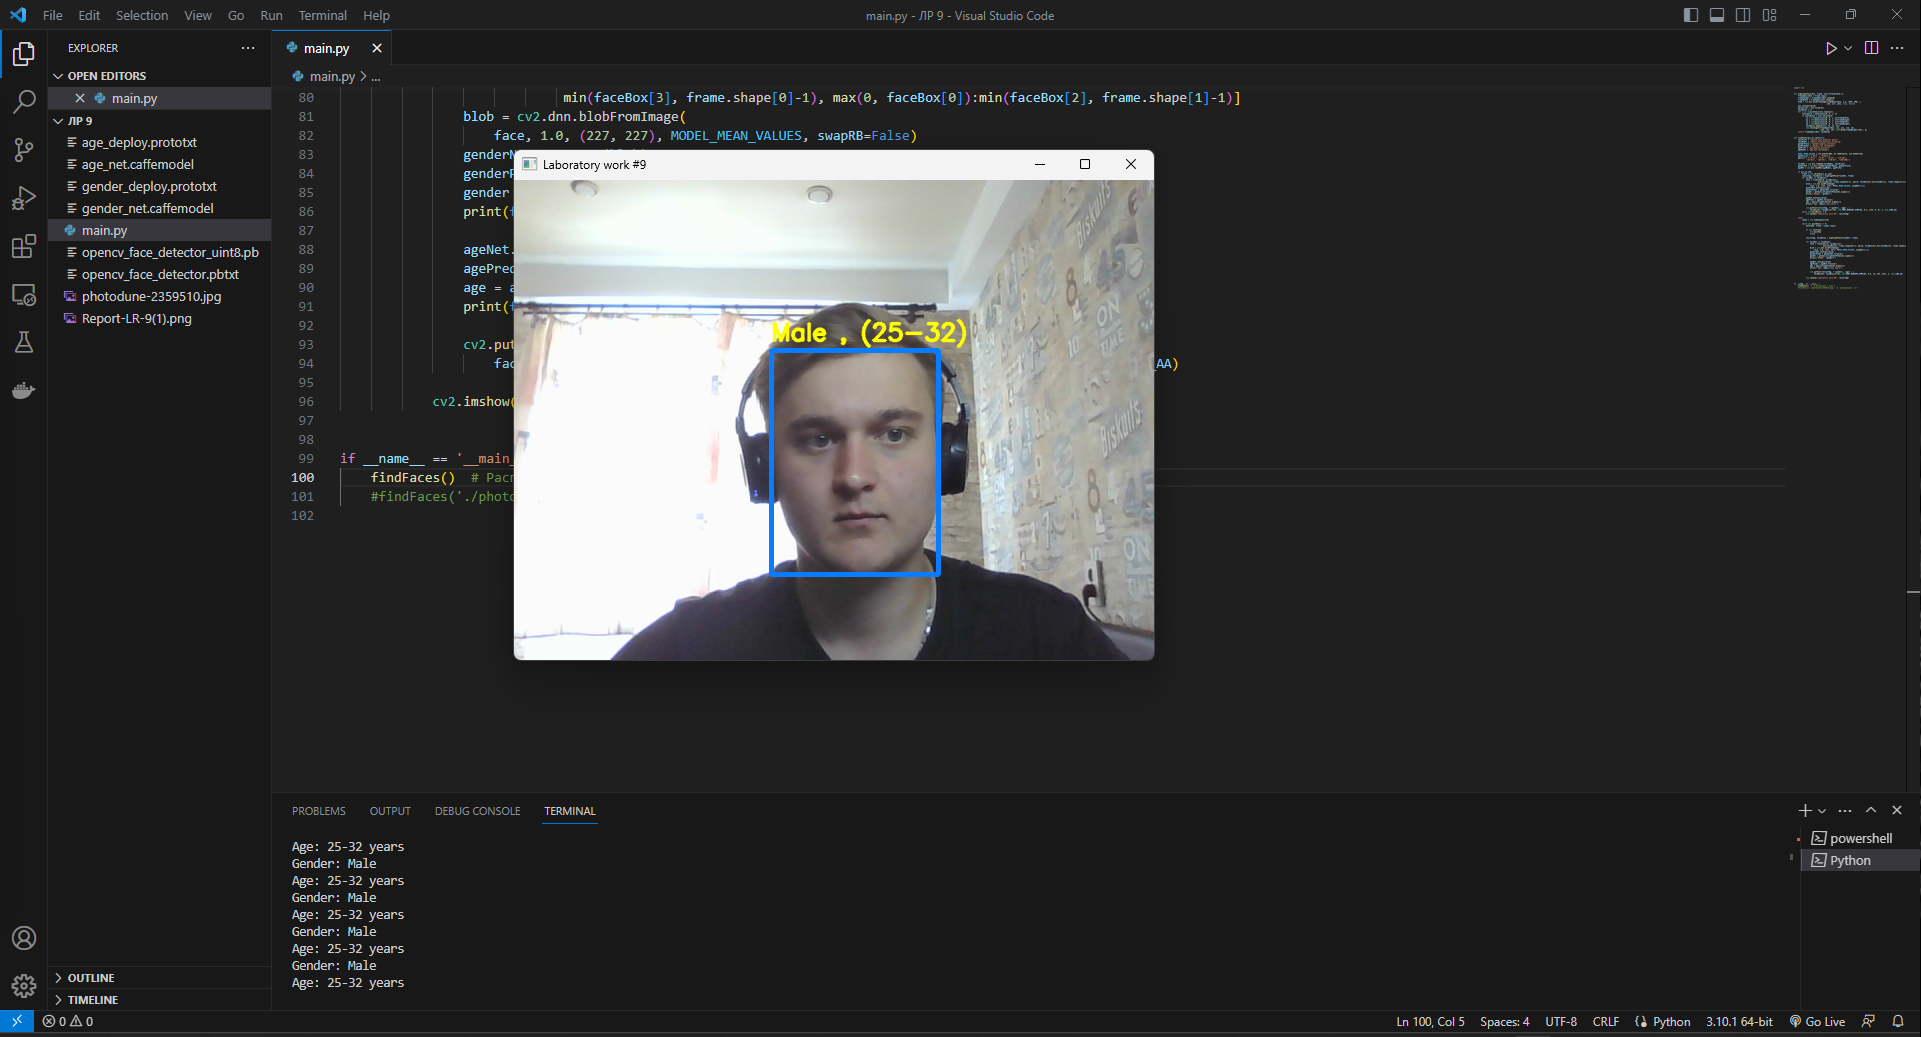 File Edit Selection View Go Run Terminal Help
main.py - ЛР 9 - Visual Studio Code
EXPLORER
OPEN EDITORS
main.py
ЛР 9
age_deploy.prototxt
age_net.caffemodel
gender_deploy.prototxt
gender_net.caffemodel
main.py
opencv_face_detector_uint8.pb
opencv_face_detector.pbtxt
photodune-2359510.jpg
Report-LR-9(1).png
OUTLINE
TIMELINE
main.py
main.py > ...
80 min(faceBox[3], frame.shape[0]-1), max(0, faceBox[0]):min(faceBox[2], frame.shape[1]-1)]
81 blob = cv2.dnn.blobFromImage(
82 face, 1.0, (227, 227), MODEL_MEAN_VALUES, swapRB=False)
83 genderN
84 genderP
85 gender
86 print(f
87
88 ageNet.
89 agePred
90 age = a
91 print(f
92
93 cv2.put
94 fac AA)
95
96 cv2.imshow(
97
98
99 if __name__ == '__main_
100 findFaces() # Расп
101 #findFaces('./photo
102
Laboratory work #9
Male , (25-32)
Biskuits
ON
TIME
Biskuits
ON
PROBLEMS OUTPUT DEBUG CONSOLE TERMINAL
Age: 25-32 years
Gender: Male
Age: 25-32 years
Gender: Male
Age: 25-32 years
Gender: Male
Age: 25-32 years
Gender: Male
Age: 25-32 years
powershell
Python
0 0
Ln 100, Col 5 Spaces: 4 UTF-8 CRLF Python 3.10.1 64-bit Go Live